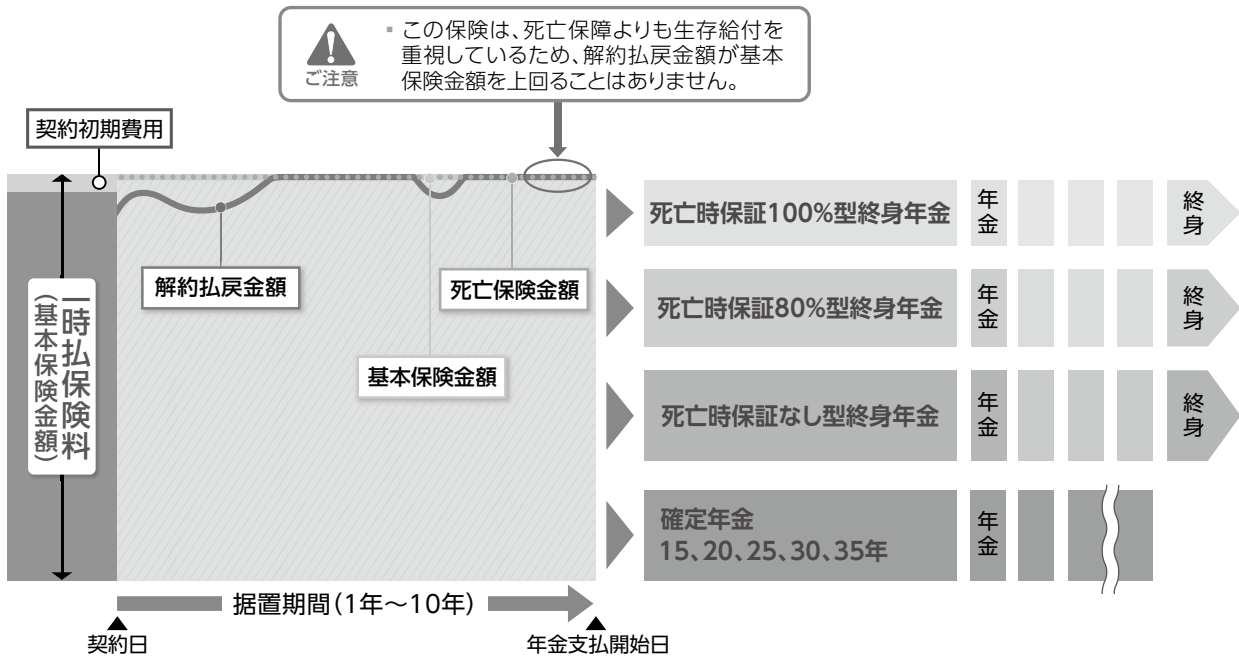 ご注意
▪ この保険は、死亡保障よりも生存給付を
重視しているため、解約払戻金額が基本
保険金額を上回ることはありません。
契約初期費用
一時払保険料
(基本保険金額)
解約払戻金額
死亡保険金額
基本保険金額
死亡時保証100%型終身年金
年金
終身
死亡時保証80%型終身年金
年金
終身
死亡時保証なし型終身年金
年金
終身
確定年金
15、20、25、30、35年
年金
据置期間(1年〜10年)
契約日
年金支払開始日